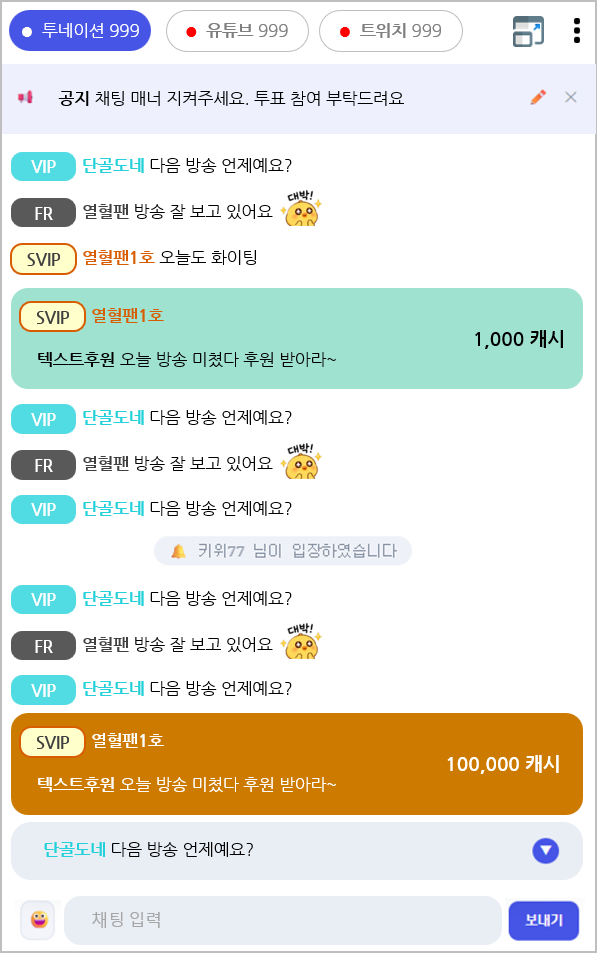 투네이션 999 유튜브 999 트위치 999
공지 채팅 매너 지켜주세요. 투표 참여 부탁드려요
VIP 단골도네 다음 방송 언제예요?
FR 열혈팬 방송 잘 보고 있어요 대박!
SVIP 열혈팬1호 오늘도 화이팅
SVIP 열혈팬1호
1,000 캐시
텍스트후원 오늘 방송 미쳤다 후원 받아라~
VIP 단골도네 다음 방송 언제예요?
FR 열혈팬 방송 잘 보고 있어요 대박!
VIP 단골도네 다음 방송 언제예요?
키위77 님이 입장하였습니다
VIP 단골도네 다음 방송 언제예요?
FR 열혈팬 방송 잘 보고 있어요 대박!
VIP 단골도네 다음 방송 언제예요?
SVIP 열혈팬1호
100,000 캐시
텍스트후원 오늘 방송 미쳤다 후원 받아라~
단골도네 다음 방송 언제예요?
채팅 입력 보내기